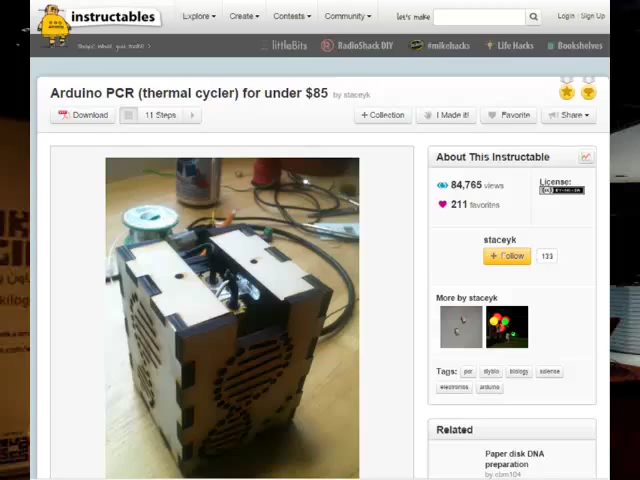 instructables
Explore
Create
Contests
Community
let's make
Login | Sign Up
littleBits
RadioShack DIY
#mikehacks
Life Hacks
Bookshelves
Arduino PCR (thermal cycler) for under $85 by staceyk
Download
11 Steps
+ Collection
I Made it!
Favorite
Share
About This Instructable
84,765 views
License:
211 favorites
staceyk
+ Follow
133
More by staceyk
Tags:
pcr
diybio
biology
science
electronics
arduino
Related
Paper disk DNA
preparation